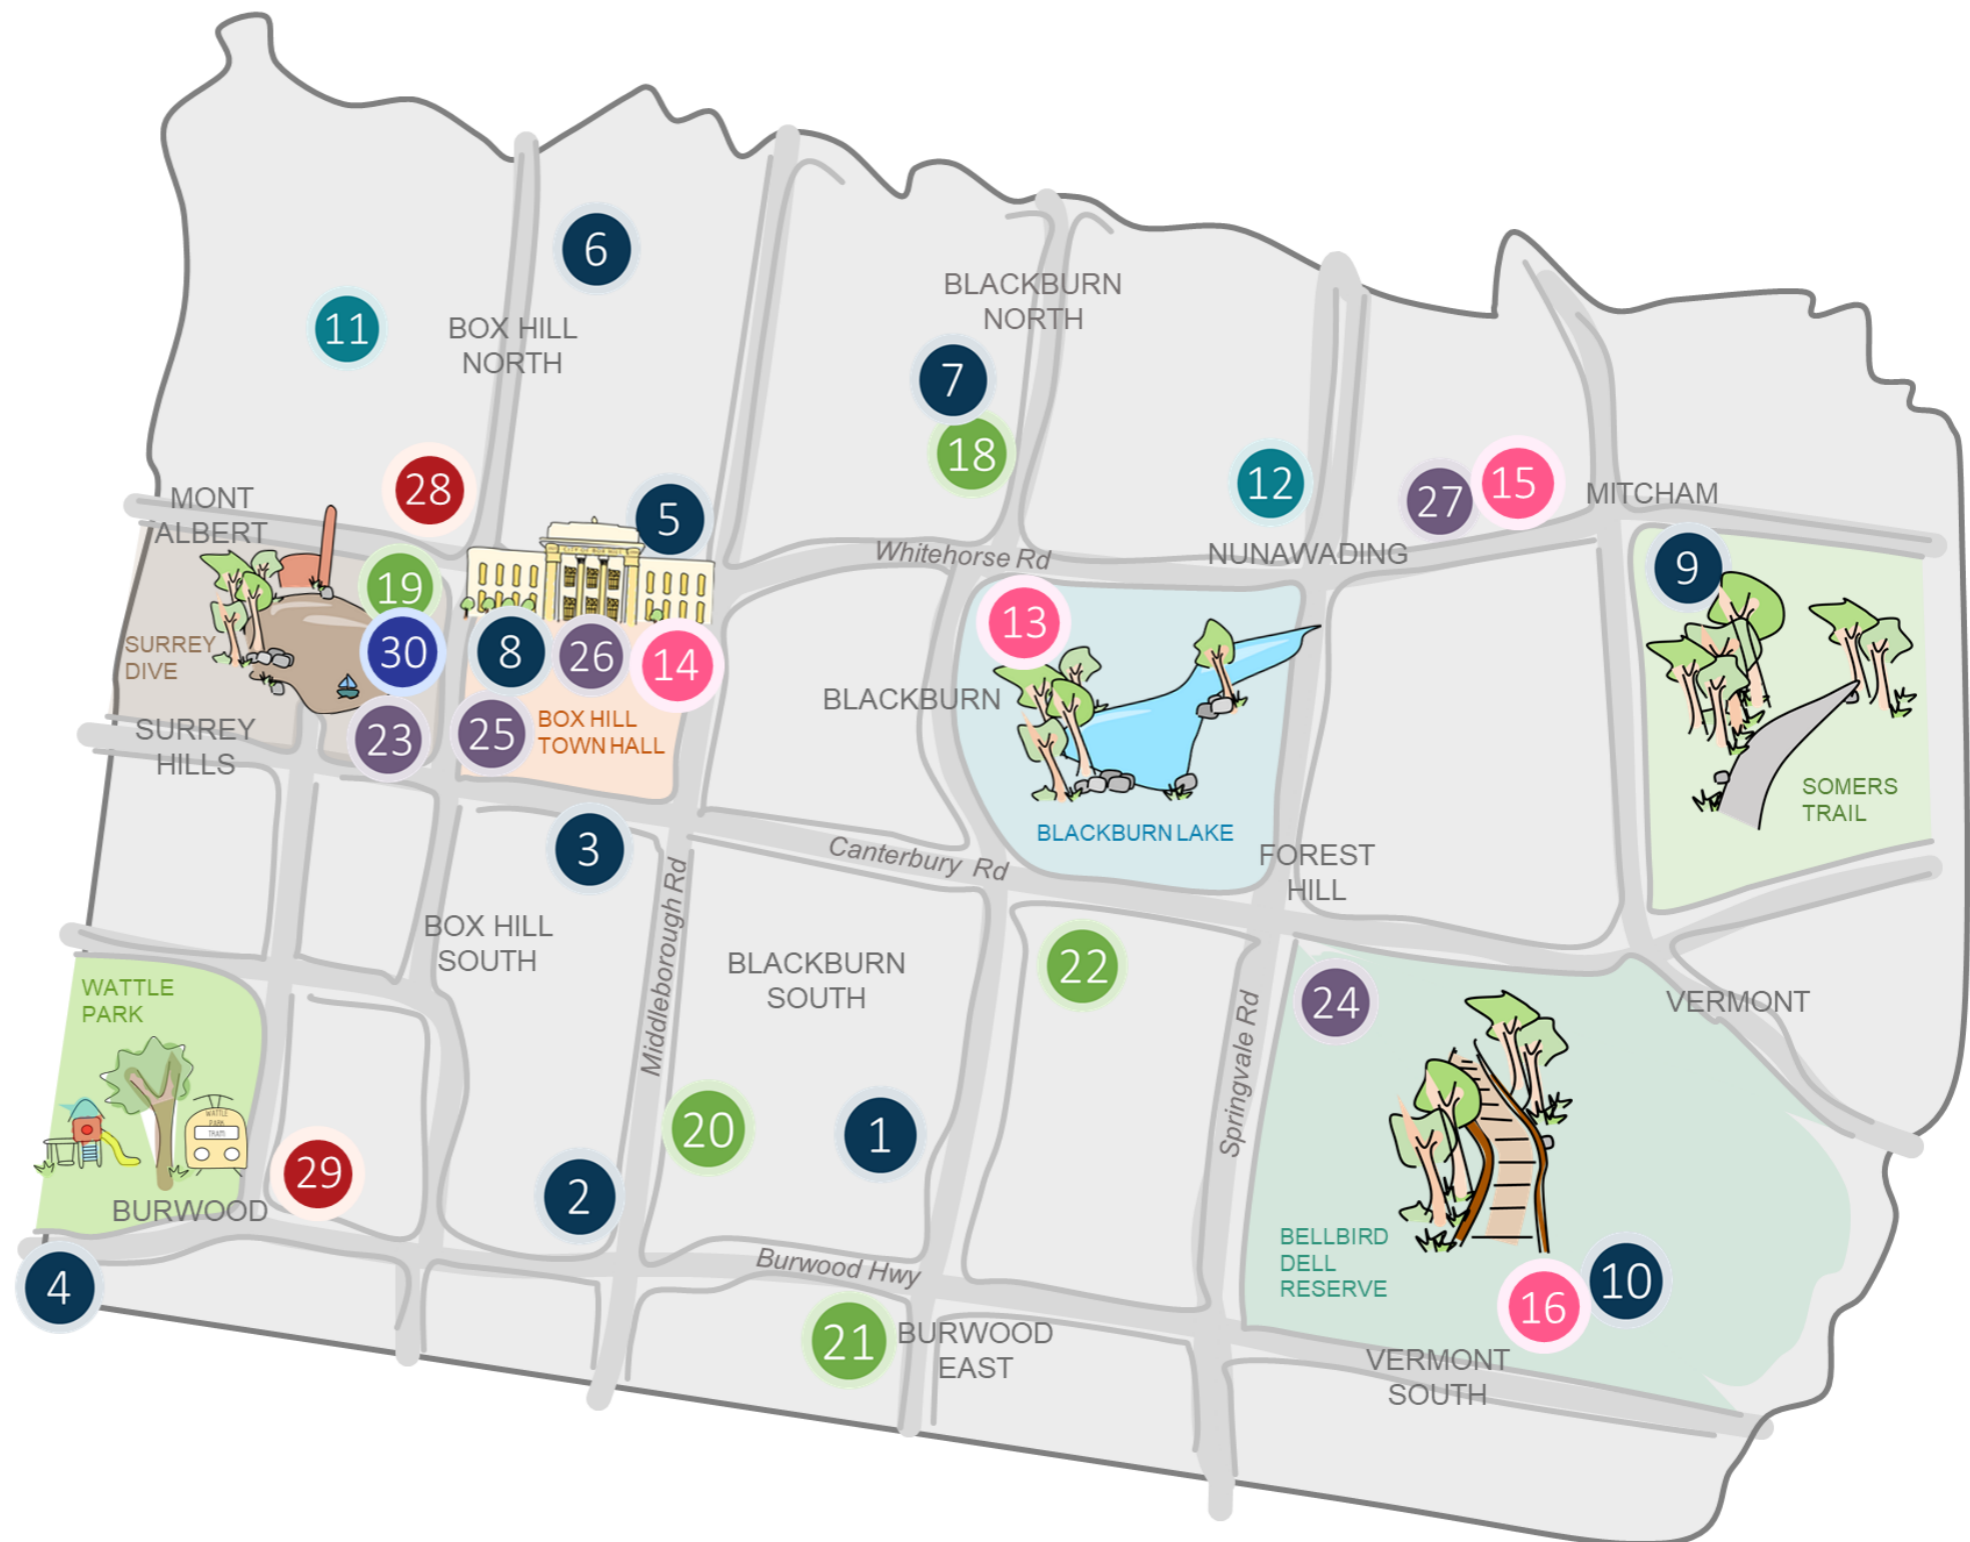 6
BLACKBURN
NORTH
11
BOX HILL
NORTH
7
18
28
12
27
15
MITCHAM
MONT
ALBERT
5
Whitehorse Rd
NUNAWADING
9
19
SURREY
DIVE
30
8
26
14
13
BLACKBURN
SURREY
HILLS
23
25
BOX HILL
TOWN HALL
SOMERS
TRAIL
BLACKBURN LAKE
3
Canterbury Rd
FOREST
HILL
Middleborough Rd
BOX HILL
SOUTH
BLACKBURN
SOUTH
22
24
VERMONT
WATTLE
PARK
Springvale Rd
WATTLE
PARK
TRAM
20
1
29
2
BURWOOD
BELLBIRD
DELL
RESERVE
4
Burwood Hwy
16
10
21
BURWOOD
EAST
VERMONT
SOUTH